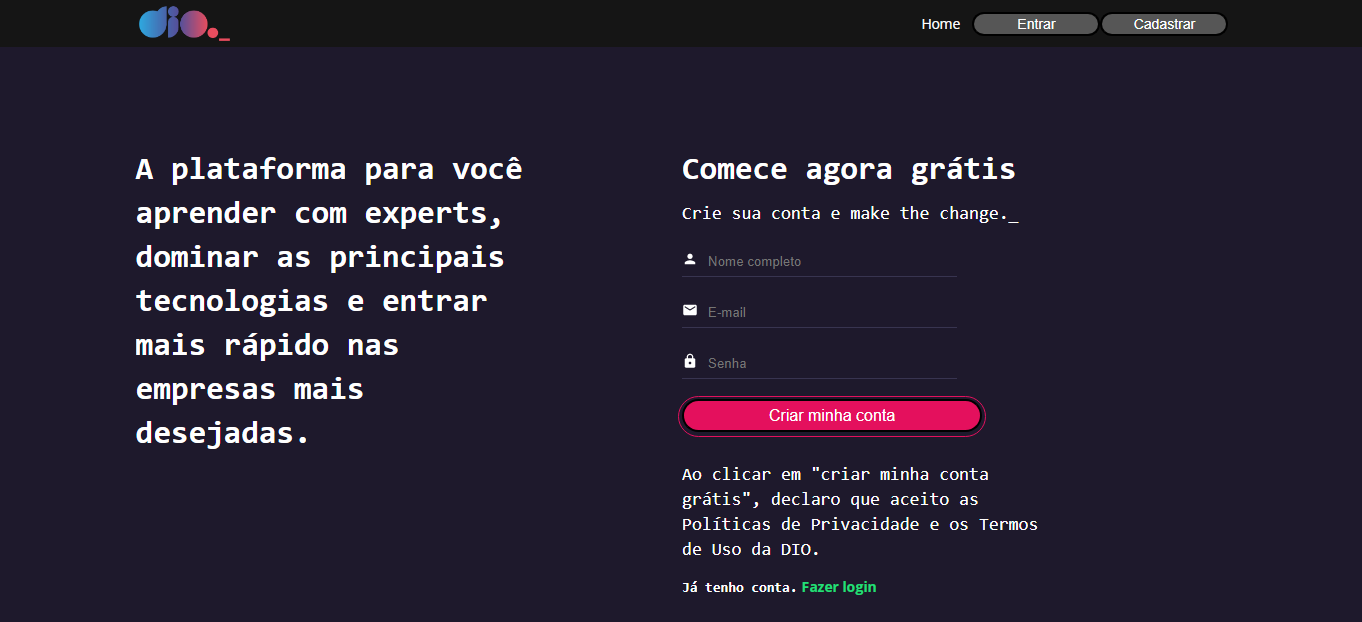 dio._
Home
Entrar
Cadastrar
A plataforma para você
aprender com experts,
dominar as principais
tecnologias e entrar
mais rápido nas
empresas mais
desejadas.
Comece agora grátis
Crie sua conta e make the change._
Nome completo
E-mail
Senha
Criar minha conta
Ao clicar em "criar minha conta
grátis", declaro que aceito as
Políticas de Privacidade e os Termos
de Uso da DIO.
Já tenho conta. Fazer login